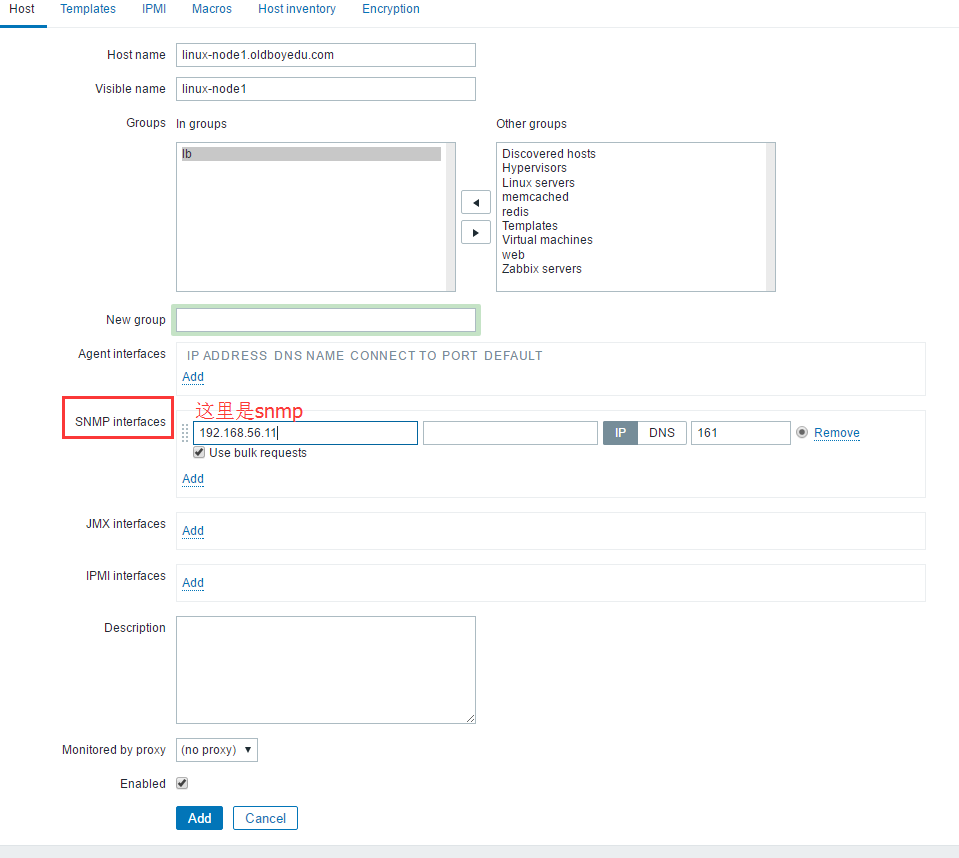 Host Templates IPMI Macros Host inventory Encryption
Host name linux-node1.oldboyedu.com
Visible name linux-node1
Groups In groups Other groups
lb
Discovered hosts
Hypervisors
Linux servers
memcached
redis
Templates
Virtual machines
web
Zabbix servers
New group
Agent interfaces IP ADDRESS DNS NAME CONNECT TO PORT DEFAULT
Add
这里是snmp
SNMP interfaces 192.168.56.11 IP DNS 161 Remove
Use bulk requests
Add
JMX interfaces Add
IPMI interfaces Add
Description
Monitored by proxy (no proxy)
Enabled
Add Cancel